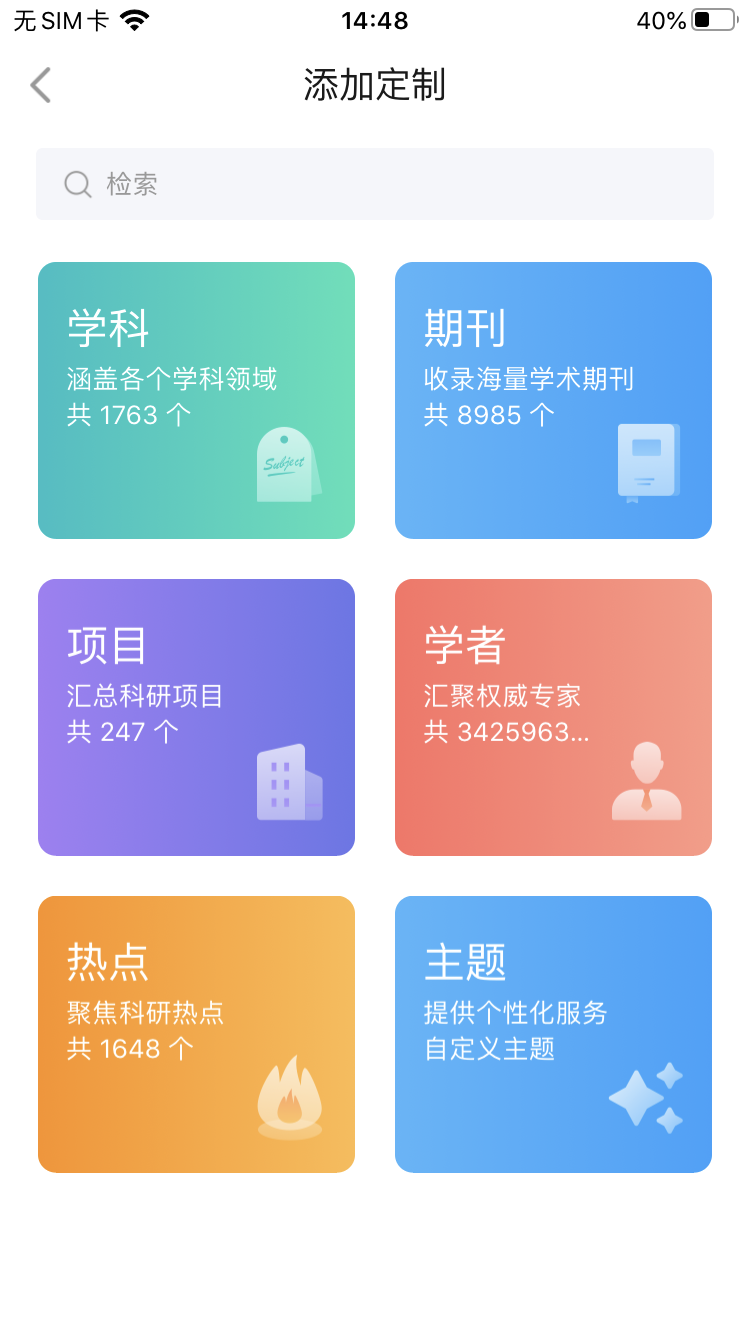 无SIM卡 14:48 40%
添加定制
检索
学科
涵盖各个学科领域
共 1763 个
Subject
期刊
收录海量学术期刊
共 8985 个
项目
汇总科研项目
共 247 个
学者
汇聚权威专家
共 3425963...
热点
聚焦科研热点
共 1648 个
主题
提供个性化服务
自定义主题